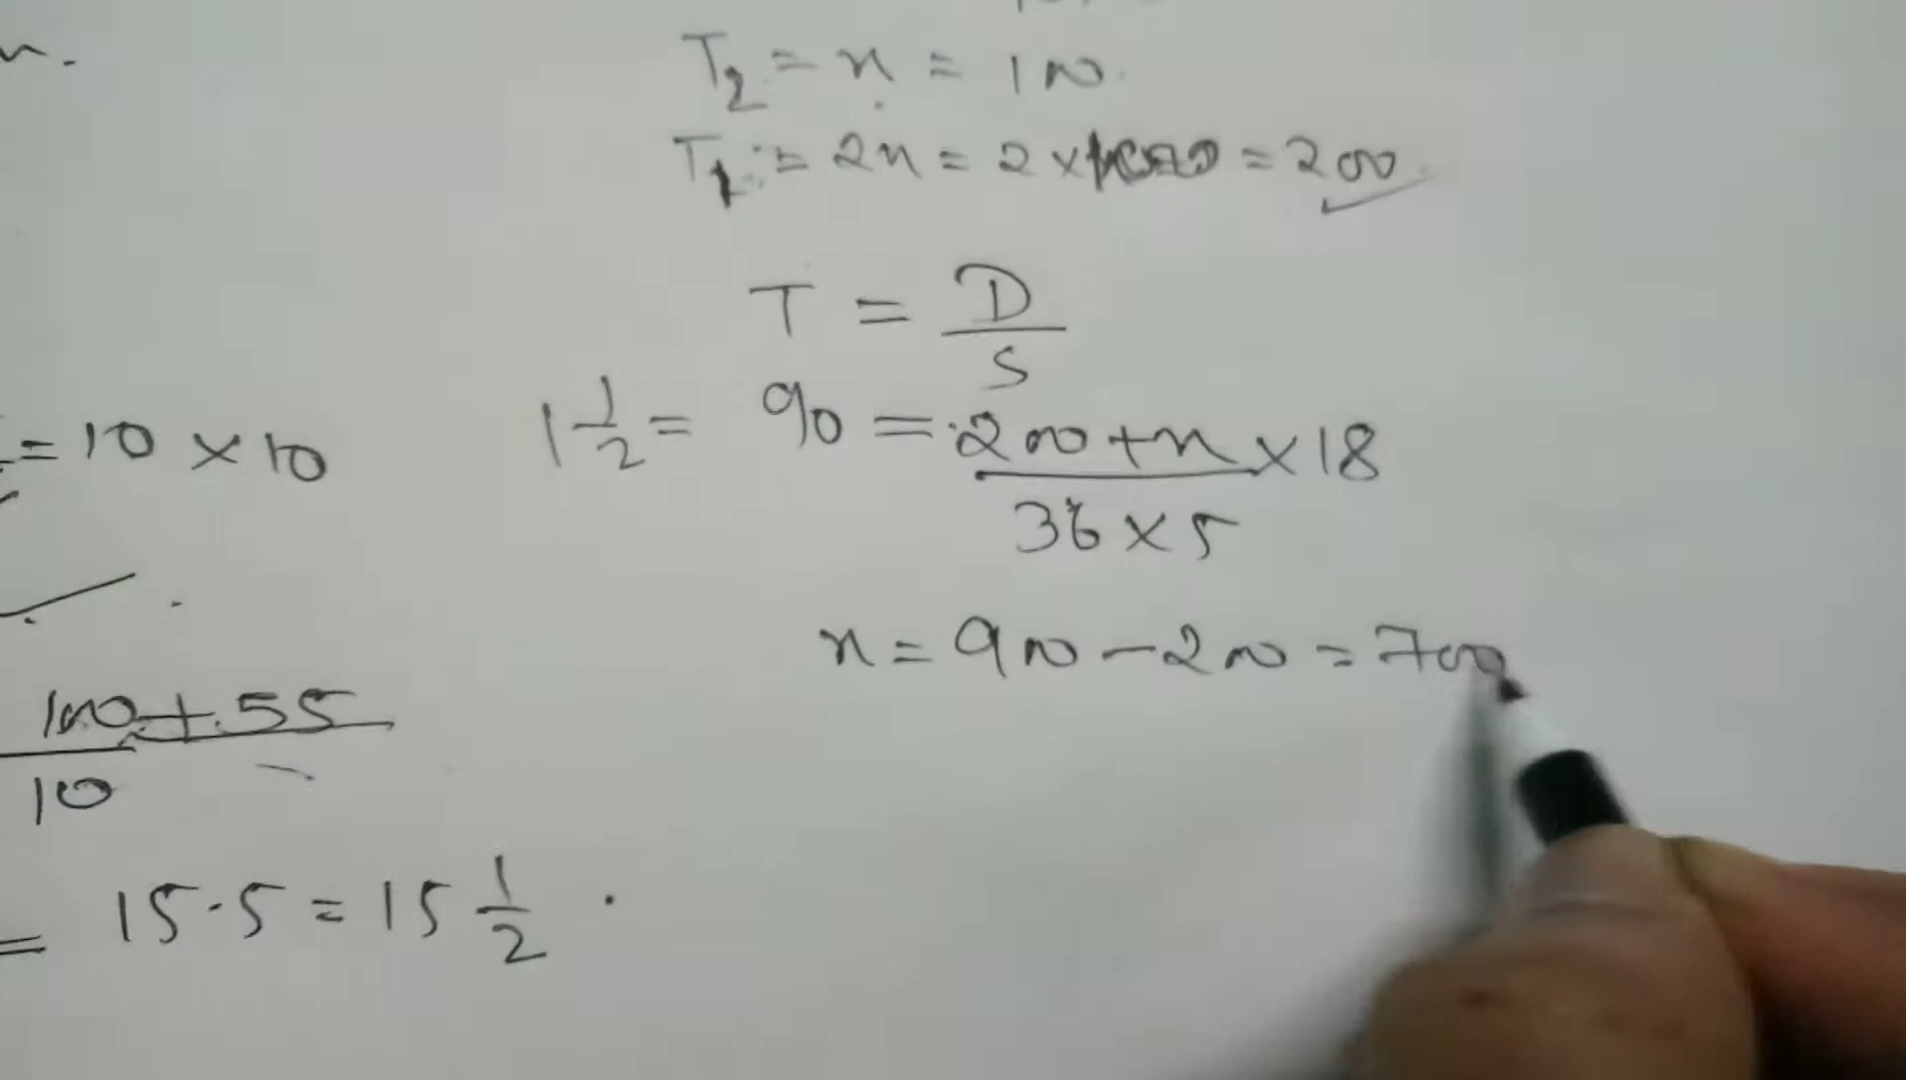 T₂ = x = 100
T₁ = 2x = 2 × 100 = 200
T = D/S
1 1/2 = 90 = 200 + x × 18 / 36 × 5
x = 900 - 200 = 700
= 10 × 10
100 + 55
10
= 15.5 = 15 1/2